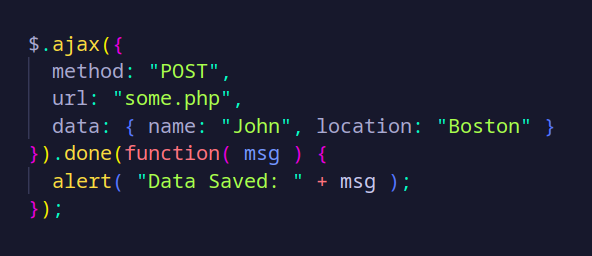 $.ajax({
  method: "POST",
  url: "some.php",
  data: { name: "John", location: "Boston" }
}).done(function( msg ) {
  alert( "Data Saved: " + msg );
});